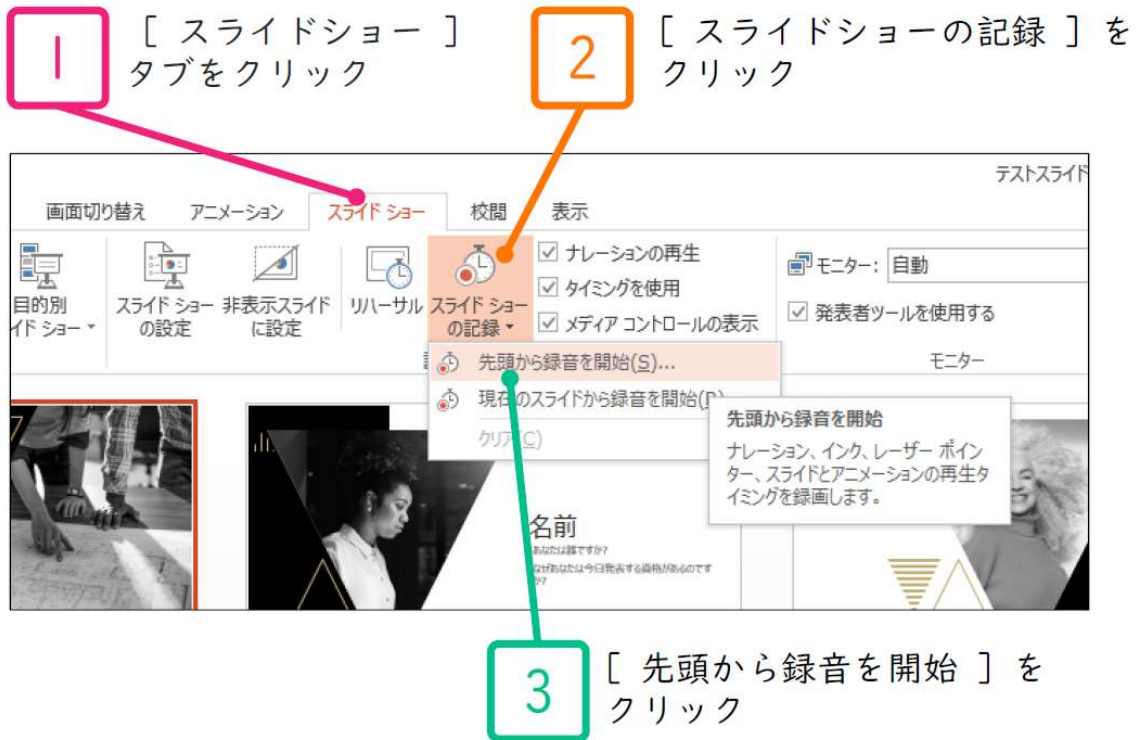 1
[ スライドショー ]
タブをクリック
2
[ スライドショーの記録 ] を
クリック
テストスライド
画面切り替え アニメーション スライド ショー 校閲 表示
目的別
イド ショー
スライド ショー
の設定
非表示スライド
に設定
リハーサル
スライド ショー
の記録
ナレーションの再生
タイミングを使用
メディア コントロールの表示
モニター: 自動
発表者ツールを使用する
モニター
先頭から録音を開始(S)...
現在のスライドから録音を開始(R)
クリア(C)
先頭から録音を開始
ナレーション、インク、レーザー ポイン
ター、スライドとアニメーションの再生タ
イミングを録画します。
名前
あなたは誰ですか?
なぜあなたは今日発表する資格があるのです
か?
3
[ 先頭から録音を開始 ] を
クリック